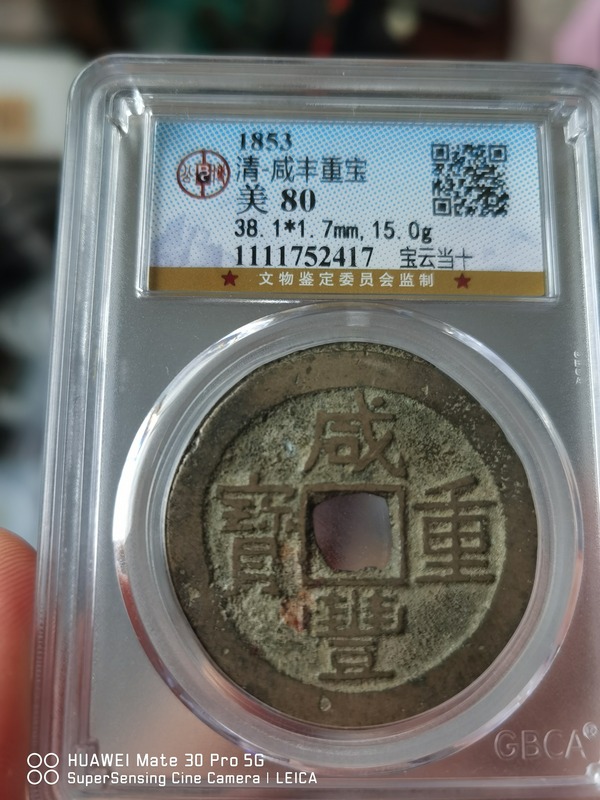 1853
清·咸丰重宝
美 80
38.1*1.7mm, 15.0g
1111752417 宝云当十
★ 文物鉴定委员会监制 ★
咸
寶 重
豐
GBCA
GBCA®
HUAWEI Mate 30 Pro 5G
SuperSensing Cine Camera | LEICA